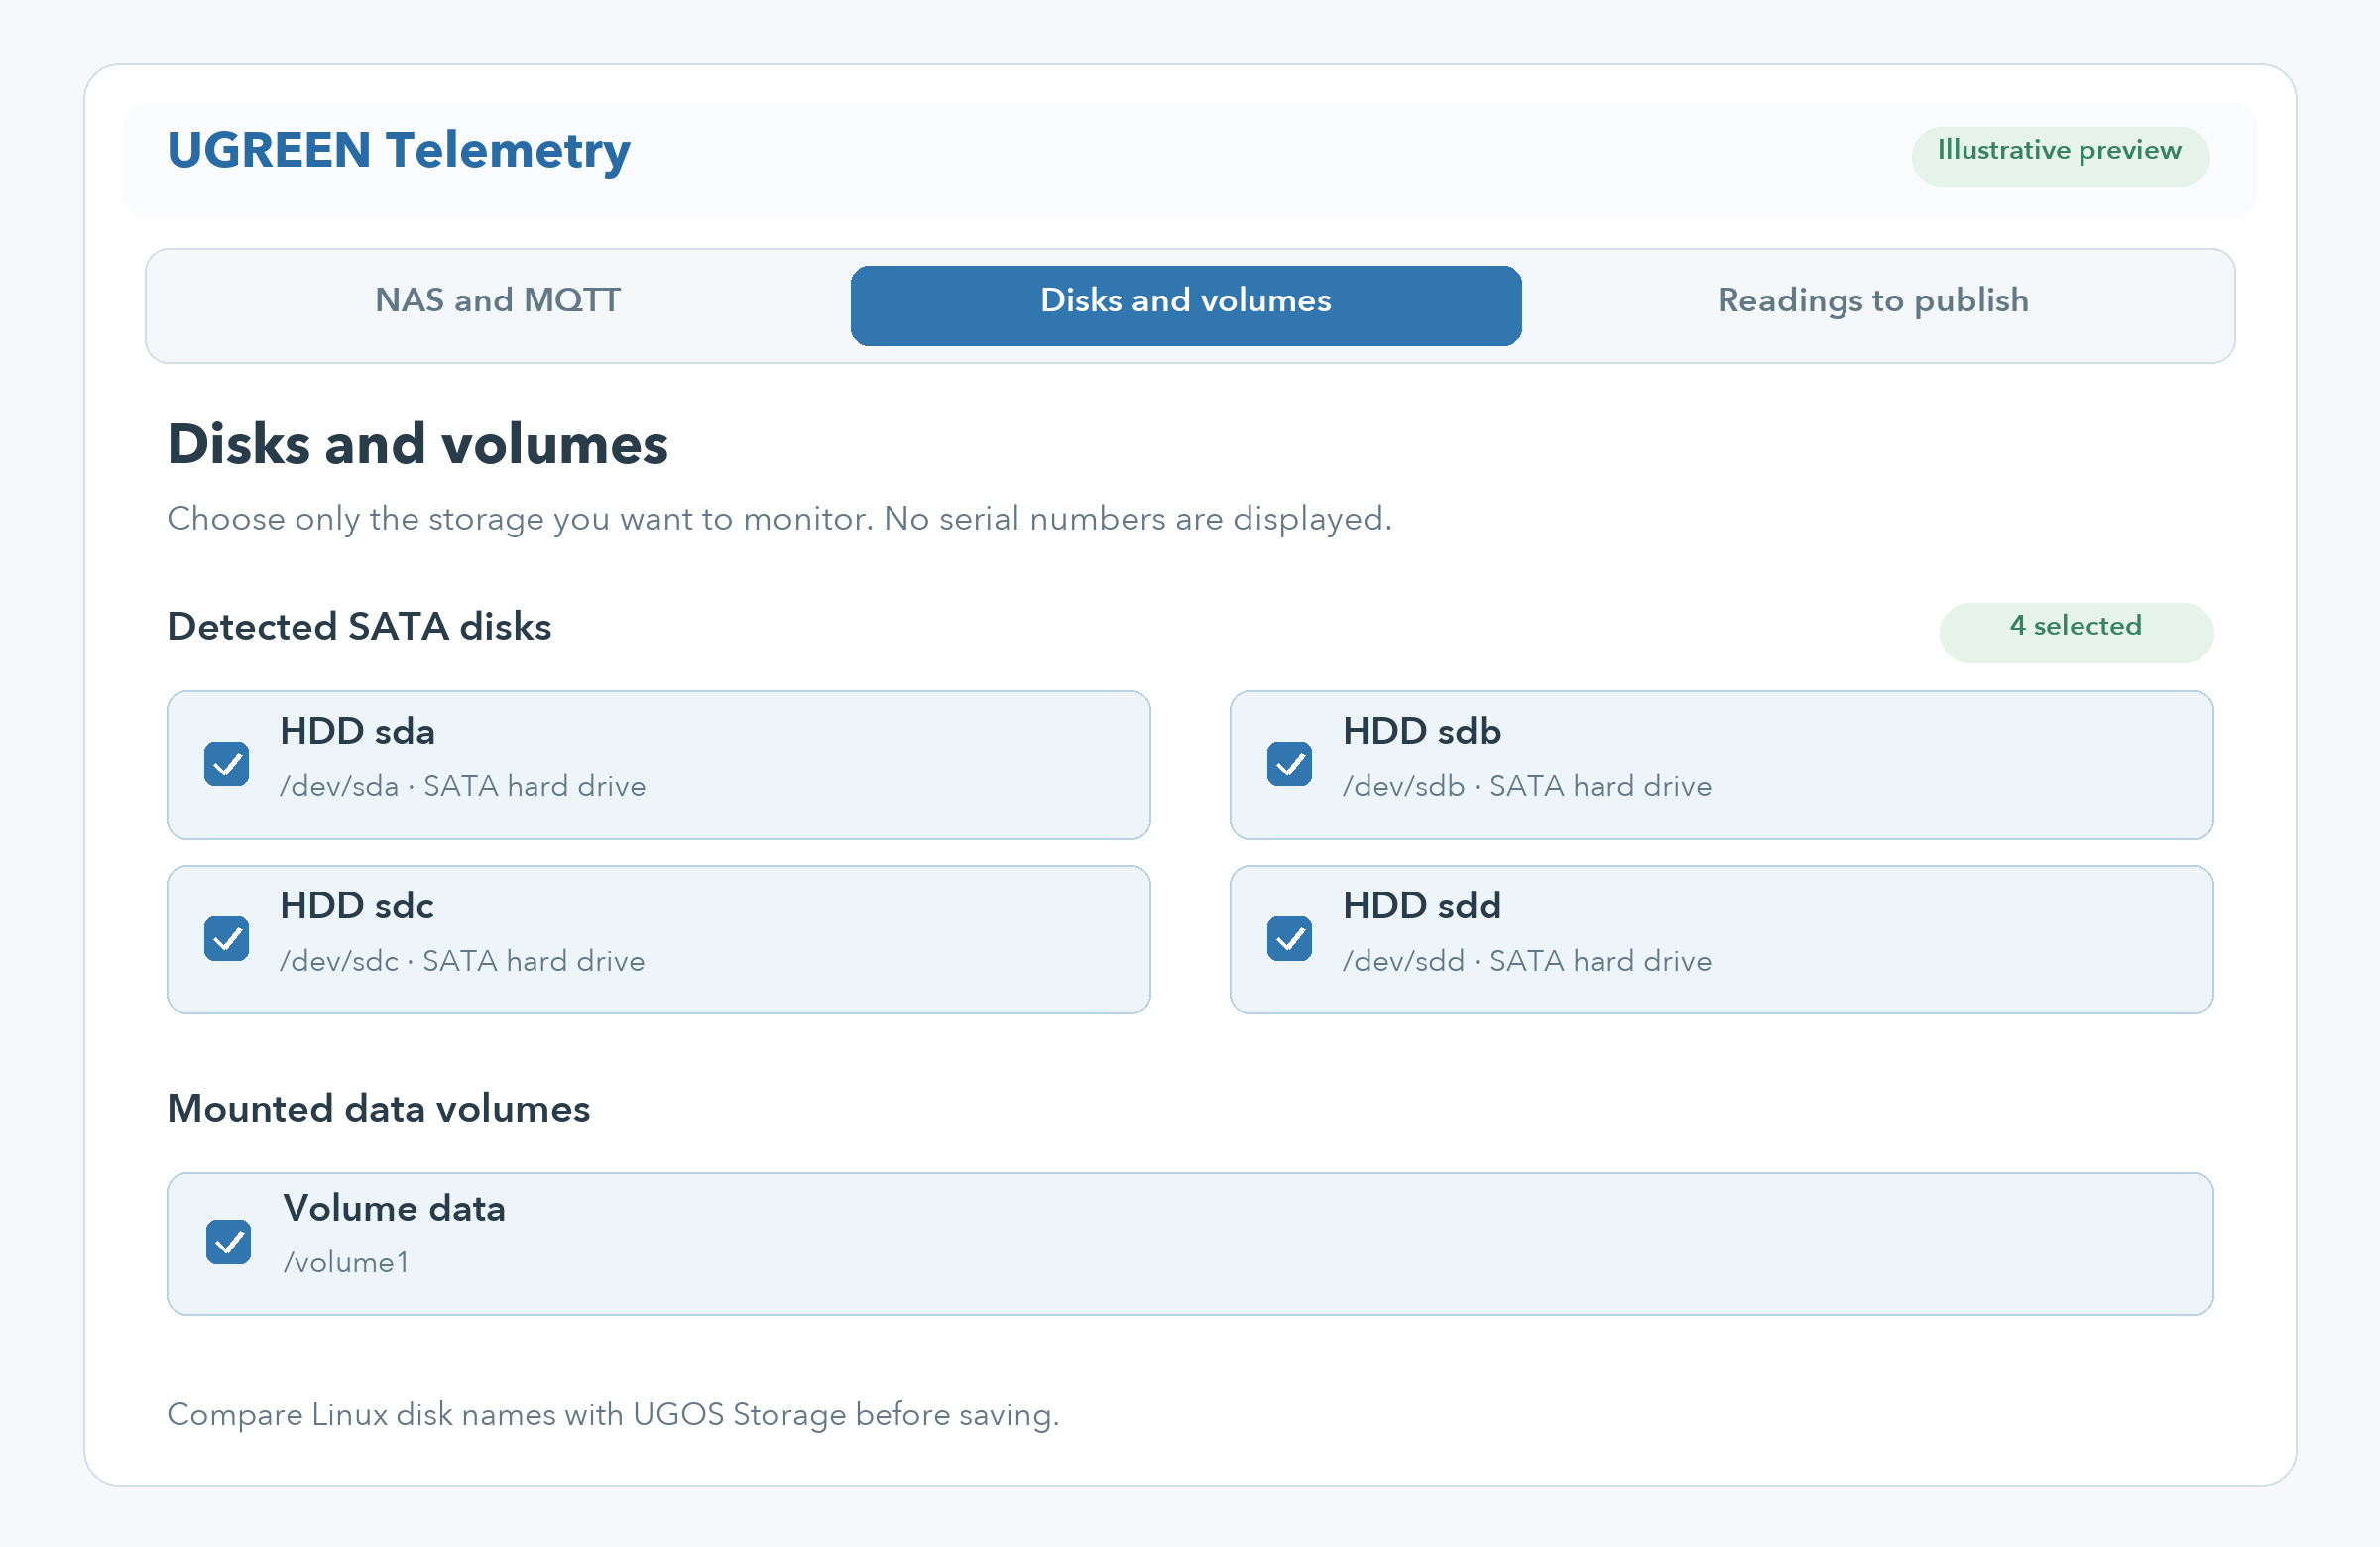 UGREEN Telemetry
Illustrative preview
NAS and MQTT
Disks and volumes
Readings to publish
Disks and volumes
Choose only the storage you want to monitor. No serial numbers are displayed.
Detected SATA disks
4 selected
HDD sda
/dev/sda · SATA hard drive
HDD sdb
/dev/sdb · SATA hard drive
HDD sdc
/dev/sdc · SATA hard drive
HDD sdd
/dev/sdd · SATA hard drive
Mounted data volumes
Volume data
/volume1
Compare Linux disk names with UGOS Storage before saving.